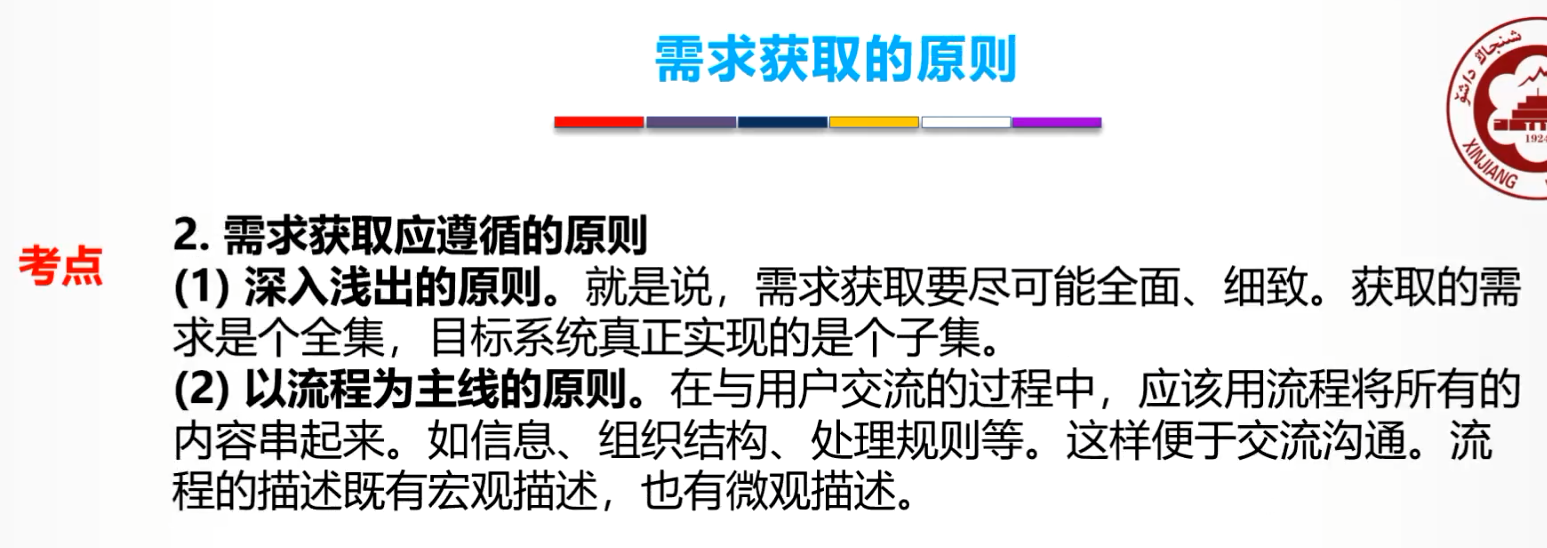 需求获取的原则
شىنجاڭ داشۆ
1924
XINJIANG
考点
2. 需求获取应遵循的原则
(1) 深入浅出的原则。就是说，需求获取要尽可能全面、细致。获取的需
求是个全集，目标系统真正实现的是个子集。
(2) 以流程为主线的原则。在与用户交流的过程中，应该用流程将所有的
内容串起来。如信息、组织结构、处理规则等。这样便于交流沟通。流
程的描述既有宏观描述，也有微观描述。